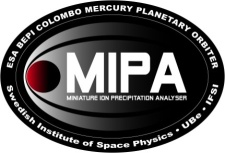 ESA BEPI COLOMBO MERCURY PLANETARY ORBITER
MIPA
MINIATURE ION PRECIPITATION ANALYSER
Swedish Institute of Space Physics • UBe • IFSI